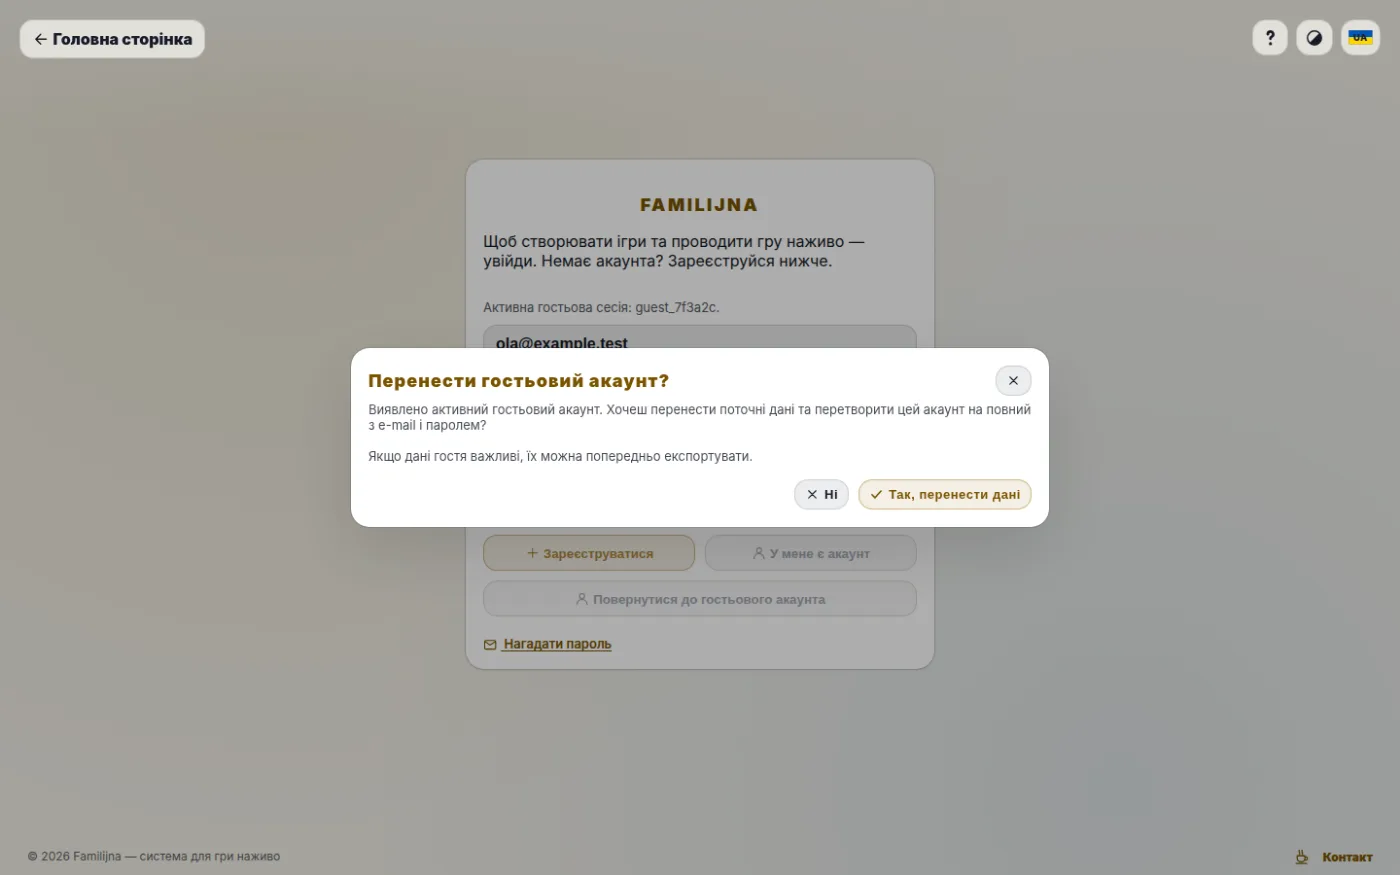 ← Головна сторінка
?
UA
FAMILIJNA
Щоб створювати ігри та проводити гру наживо —
увійди. Немає акаунта? Зареєструйся нижче.
Активна гостьова сесія: guest_7f3a2c.
ola@example.test
Перенести гостьовий акаунт?
Виявлено активний гостьовий акаунт. Хочеш перенести поточні дані та перетворити цей акаунт на повний
з e-mail і паролем?
Якщо дані гостя важливі, їх можна попередньо експортувати.
Ні
Так, перенести дані
Зареєструватися
У мене є акаунт
Повернутися до гостьового акаунта
Нагадати пароль
© 2026 Familijna — система для гри наживо
Контакт